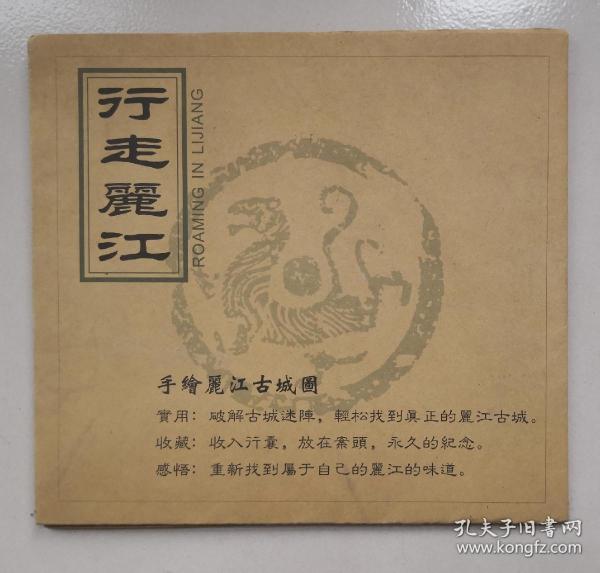 行走麗江
ROAMING IN LIJIANG
手繪麗江古城圖
實用：破解古城迷陣，輕松找到真正的麗江古城。
收藏：收入行囊，放在案頭，永久的紀念。
感悟：重新找到屬于自己的麗江的味道。
孔夫子旧書网
www.kongfz.com